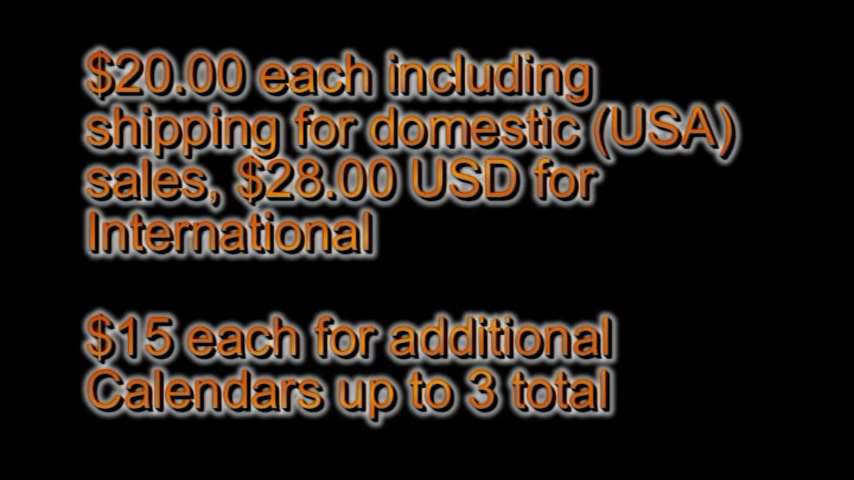 $20.00 each including
shipping for domestic (USA)
sales, $28.00 USD for
International
$15 each for additional
Calendars up to 3 total